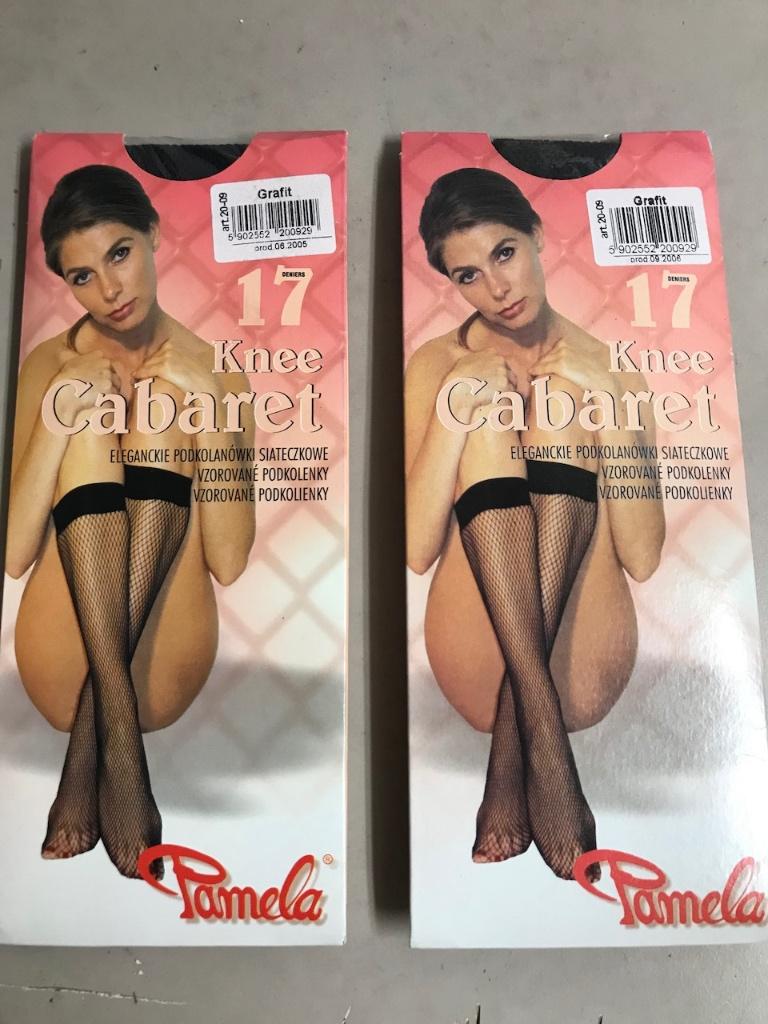 Grafit
art.20-09
5 902552 200929
prod.06.2005
17
DENIERS
Knee
Cabaret
ELEGANCKIE PODKOLANÓWKI SIATECZKOWE
VZOROVANÉ PODKOLENKY
VZOROVANÉ PODKOLIENKY
Pamela®
Grafit
art.20-09
5 902552 200929
prod.09.2006
17
DENIERS
Knee
Cabaret
ELEGANCKIE PODKOLANÓWKI SIATECZKOWE
VZOROVANÉ PODKOLENKY
VZOROVANÉ PODKOLIENKY
Pamela